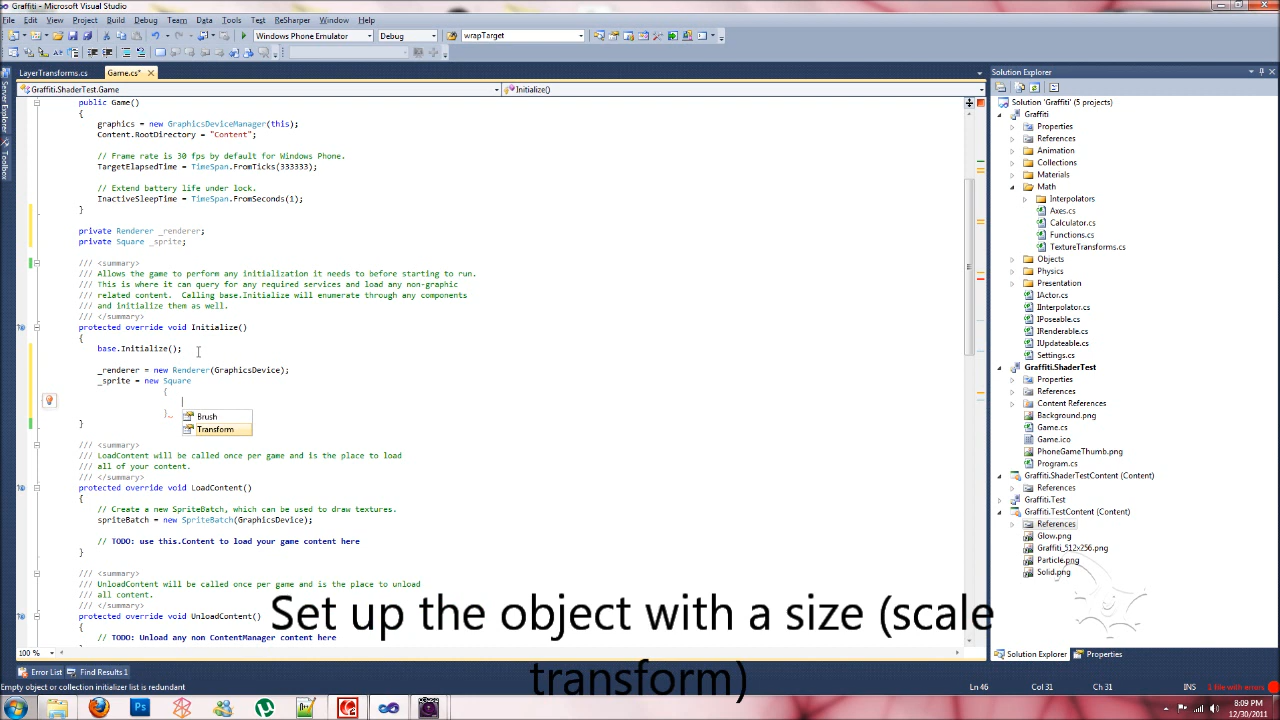 Graffiti - Microsoft Visual Studio
File Edit View Project Build Debug Team Data Tools Test ReSharper Window Help
Windows Phone Emulator Debug wrapTarget
LayerTransforms.cs Game.cs*
Graffiti.ShaderTest.Game Initialize()
Server Explorer
Toolbox
public Game()
{
graphics = new GraphicsDeviceManager(this);
Content.RootDirectory = "Content";
// Frame rate is 30 fps by default for Windows Phone.
TargetElapsedTime = TimeSpan.FromTicks(333333);
// Extend battery life under lock.
InactiveSleepTime = TimeSpan.FromSeconds(1);
}
private Renderer _renderer;
private Square _sprite;
/// <summary>
/// Allows the game to perform any initialization it needs to before starting to run.
/// This is where it can query for any required services and load any non-graphic
/// related content.  Calling base.Initialize will enumerate through any components
/// and initialize them as well.
/// </summary>
protected override void Initialize()
{
base.Initialize();
_renderer = new Renderer(GraphicsDevice);
_sprite = new Square
{
}
Brush
Transform
}
/// <summary>
/// LoadContent will be called once per game and is the place to load
/// all of your content.
/// </summary>
protected override void LoadContent()
{
// Create a new SpriteBatch, which can be used to draw textures.
spriteBatch = new SpriteBatch(GraphicsDevice);
// TODO: use this.Content to load your game content here
}
/// <summary>
/// UnloadContent will be called once per game and is the place to unload
/// all content.
/// </summary>
protected override void UnloadContent()
{
// TODO: Unload any non ContentManager content here
100 %
Solution Explorer
Solution 'Graffiti' (5 projects)
Graffiti
Properties
References
Animation
Collections
Materials
Math
Interpolators
Axes.cs
Calculator.cs
Functions.cs
TextureTransforms.cs
Objects
Physics
Presentation
IActor.cs
IInterpolator.cs
IPoseable.cs
IRenderable.cs
IUpdateable.cs
Settings.cs
Graffiti.ShaderTest
Properties
References
Content References
Background.png
Game.cs
Game.ico
PhoneGameThumb.png
Program.cs
Graffiti.ShaderTestContent (Content)
References
Graffiti.Test
Graffiti.TestContent (Content)
References
Glow.png
Graffiti_512x256.png
Particle.png
Solid.png
Solution Explorer Properties
Set up the object with a size (scale
transform)
Error List Find Results 1
Empty object or collection initializer list is redundant Ln 46 Col 31 Ch 31 INS 1 file with errors
8:09 PM
12/30/2011